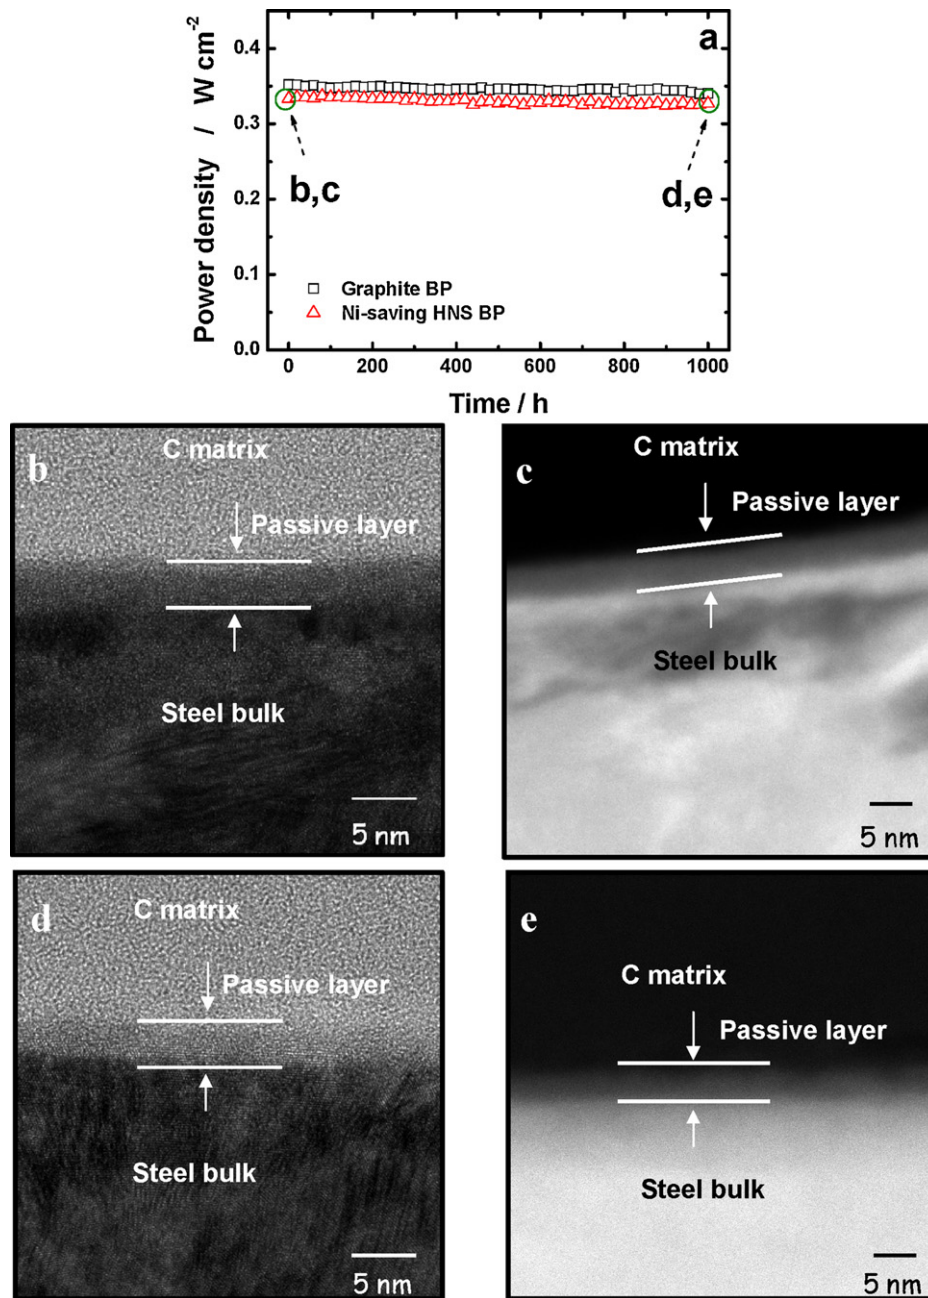 a
Power density / W cm-2
0.4
0.3
0.2
0.1
0.0
b,c
d,e
Graphite BP
Ni-saving HNS BP
0
200
400
600
800
1000
Time / h
b
C matrix
Passive layer
Steel bulk
5 nm
c
C matrix
Passive layer
Steel bulk
5 nm
d
C matrix
Passive layer
Steel bulk
5 nm
e
C matrix
Passive layer
Steel bulk
5 nm